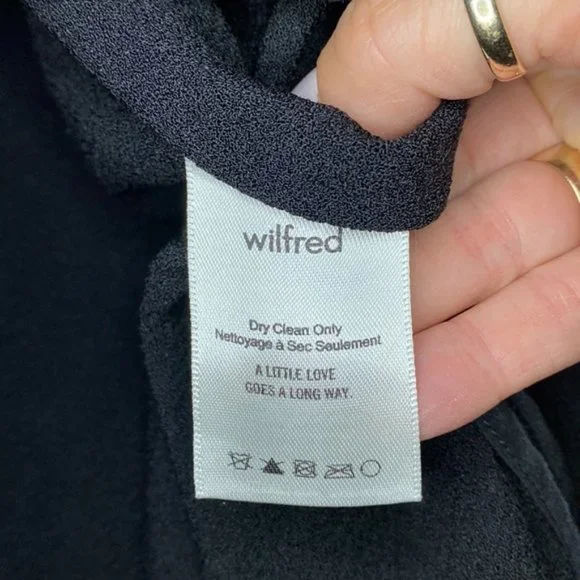 wilfred
Dry Clean Only
Nettoyage à Sec Seulement
A LITTLE LOVE
GOES A LONG WAY.